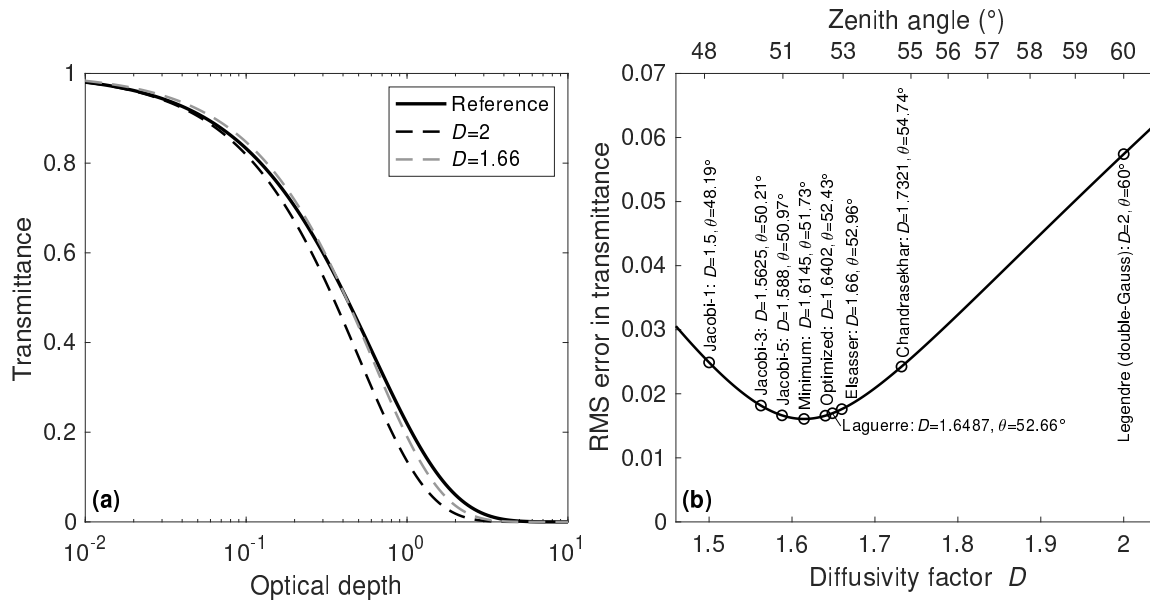 1
0.8
0.6
0.4
0.2
0
Transmittance
10-2
10-1
100
101
Optical depth
Reference
D=2
D=1.66
(a)
Zenith angle (°)
48
51
53
55
56
57
58
59
60
0.07
0.06
0.05
0.04
0.03
0.02
0.01
0
RMS error in transmittance
Jacobi-1: D=1.5, θ=48.19°
Jacobi-3: D=1.5625, θ=50.21°
Jacobi-5: D=1.588, θ=50.97°
Minimum: D=1.6145, θ=51.73°
Optimized: D=1.6402, θ=52.43°
Elsasser: D=1.66, θ=52.96°
Chandrasekhar: D=1.7321, θ=54.74°
Legendre (double-Gauss): D=2, θ=60°
Laguerre: D=1.6487, θ=52.66°
(b)
1.5
1.6
1.7
1.8
1.9
2
Diffusivity factor D